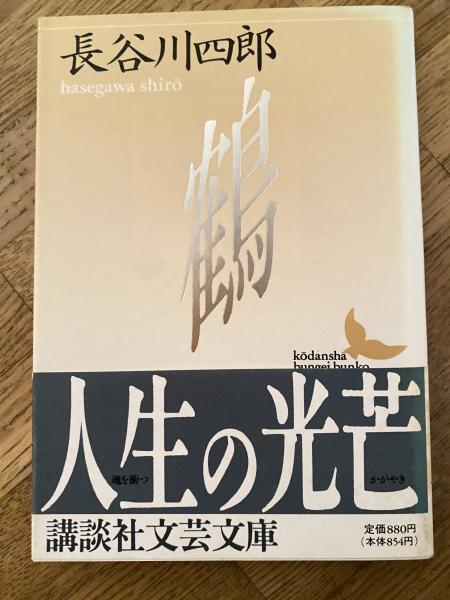 長谷川四郎
hasegawa shirō
鶴
kōdansha
bungei bunko
人生の光芒
魂を衝つ
かがやき
講談社文芸文庫
定価880円
(本体854円)